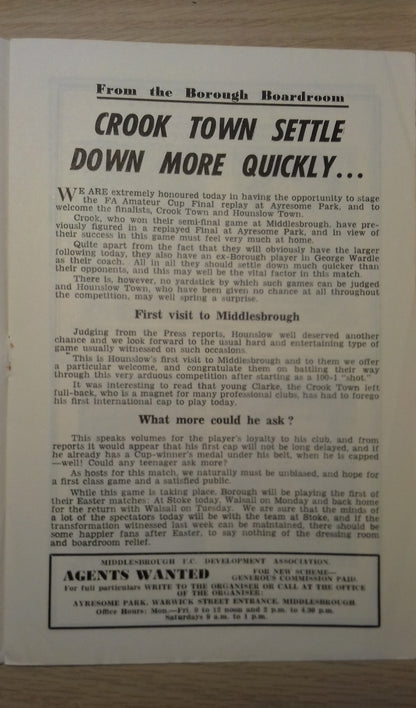 From the Borough Boardroom
CROOK TOWN SETTLE
DOWN MORE QUICKLY...
WE ARE extremely honoured today in having the opportunity to stage
the FA Amateur Cup Final replay at Ayresome Park, and to
welcome the finalists, Crook Town and Hounslow Town.
Crook, who won their semi-final game at Middlesbrough, have pre-
viously figured in a replayed Final at Ayresome Park, and in view of
their success in this game must feel very much at home.
Quite apart from the fact that they will obviously have the larger
following today, they also have an ex-Borough player in George Wardle
as their coach. All in all they should settle down much quicker than
their opponents, and this may well be the vital factor in this match.
There is, however, no yardstick by which such games can be judged
and Hounslow Town, who have been given no chance at all throughout
the competition, may well spring a surprise.
First visit to Middlesbrough
Judging from the Press reports, Hounslow well deserved another
chance and we look forward to the usual hard and entertaining type of
game usually witnessed on such occasions.
This is Hounslow's first visit to Middlesbrough and to them we offer
a particular welcome, and congratulate them on battling their way
through this very arduous competition after starting as a 100-1 "shot."
It was interesting to read that young Clarke, the Crook Town left
full-back, who is a magnet for many professional clubs, has had to forego
his first international cap to play today.
What more could he ask?
This speaks volumes for the player's loyalty to his club, and from
reports it would appear that his first cap will not be long delayed, and if
he already has a Cup-winner's medal under his belt, when he is capped
—well! Could any teenager ask more?
As hosts for this match, we naturally must be unbiased, and hope for
a first class game and a satisfied public.
While this game is taking place, Borough will be playing the first of
their Easter matches: At Stoke today, Walsall on Monday and back home
for the return with Walsall on Tuesday. We are sure that the minds of
a lot of the spectators today will be with the team at Stoke, and if the
transformation witnessed last week can be maintained, there should be
some happier fans after Easter, to say nothing of the dressing room
and boardroom relief.
MIDDLESBROUGH F.C. DEVELOPMENT ASSOCIATION.
AGENTS WANTED FOR NEW SCHEME—
GENEROUS COMMISSION PAID.
For full particulars WRITE TO THE ORGANISER OR CALL AT THE OFFICE
OF THE ORGANISER:
AYRESOME PARK, WARWICK STREET ENTRANCE, MIDDLESBROUGH
Office Hours: Mon.—Fri. 9 to 12 noon and 2 p.m. to 4.30 p.m.
Saturdays 9 a.m. to 1 p.m.